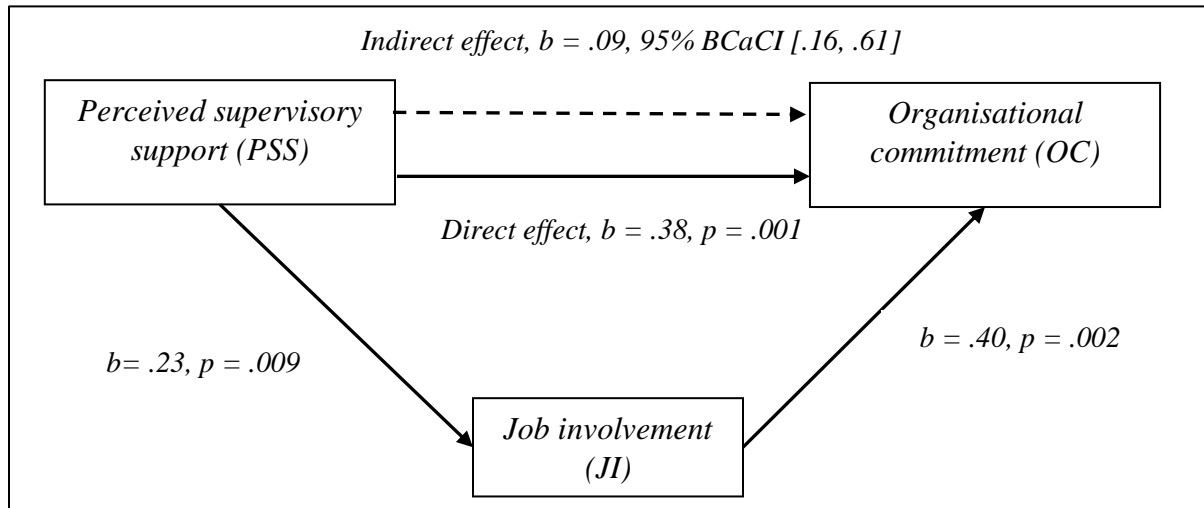 Indirect effect, b = .09, 95% BCaCI [.16, .61]
Perceived supervisory
support (PSS)
Organisational
commitment (OC)
Direct effect, b = .38, p = .001
b= .23, p = .009
b = .40, p = .002
Job involvement
(JI)